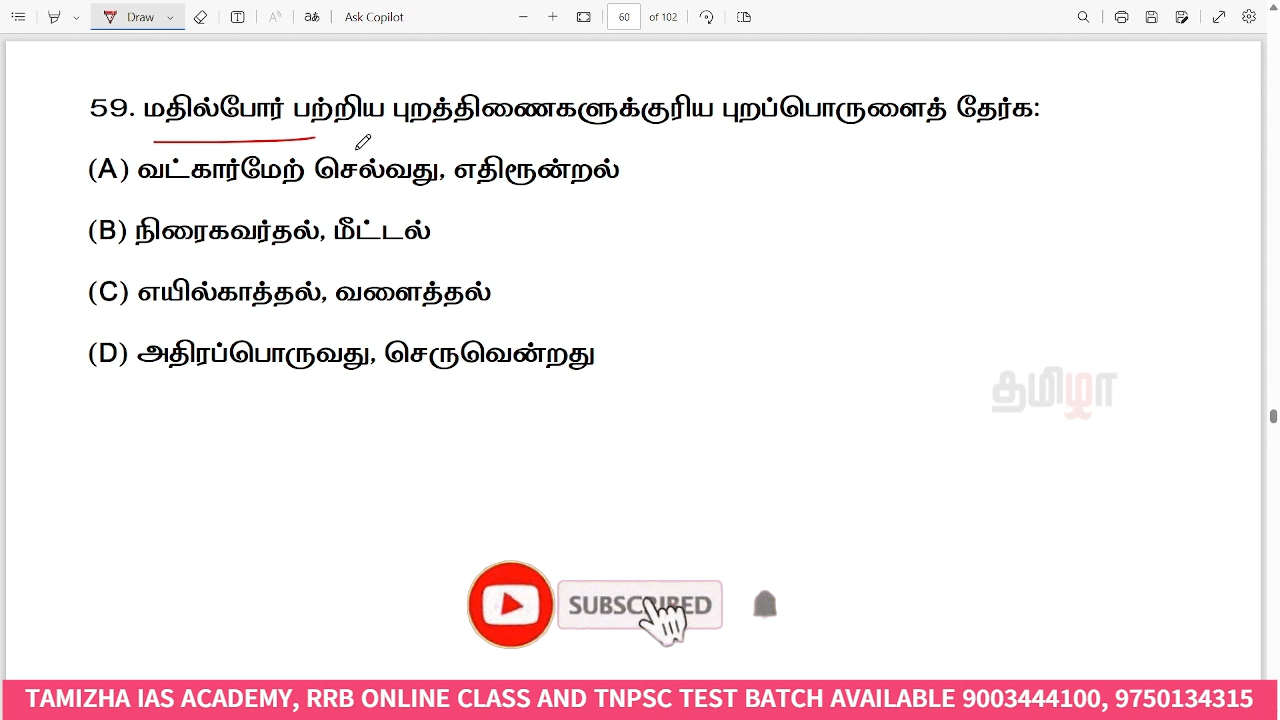 Draw
Ask Copilot
60 of 102
59. மதில்போர் பற்றிய புறத்திணைகளுக்குரிய புறப்பொருளைத் தேர்க:
(A) வட்கார்மேற் செல்வது, எதிரூன்றல்
(B) நிரைகவர்தல், மீட்டல்
(C) எயில்காத்தல், வளைத்தல்
(D) அதிரப்பொருவது, செருவென்றது
தமிழா
SUBSCRIBED
TAMIZHA IAS ACADEMY, RRB ONLINE CLASS AND TNPSC TEST BATCH AVAILABLE 9003444100, 9750134315